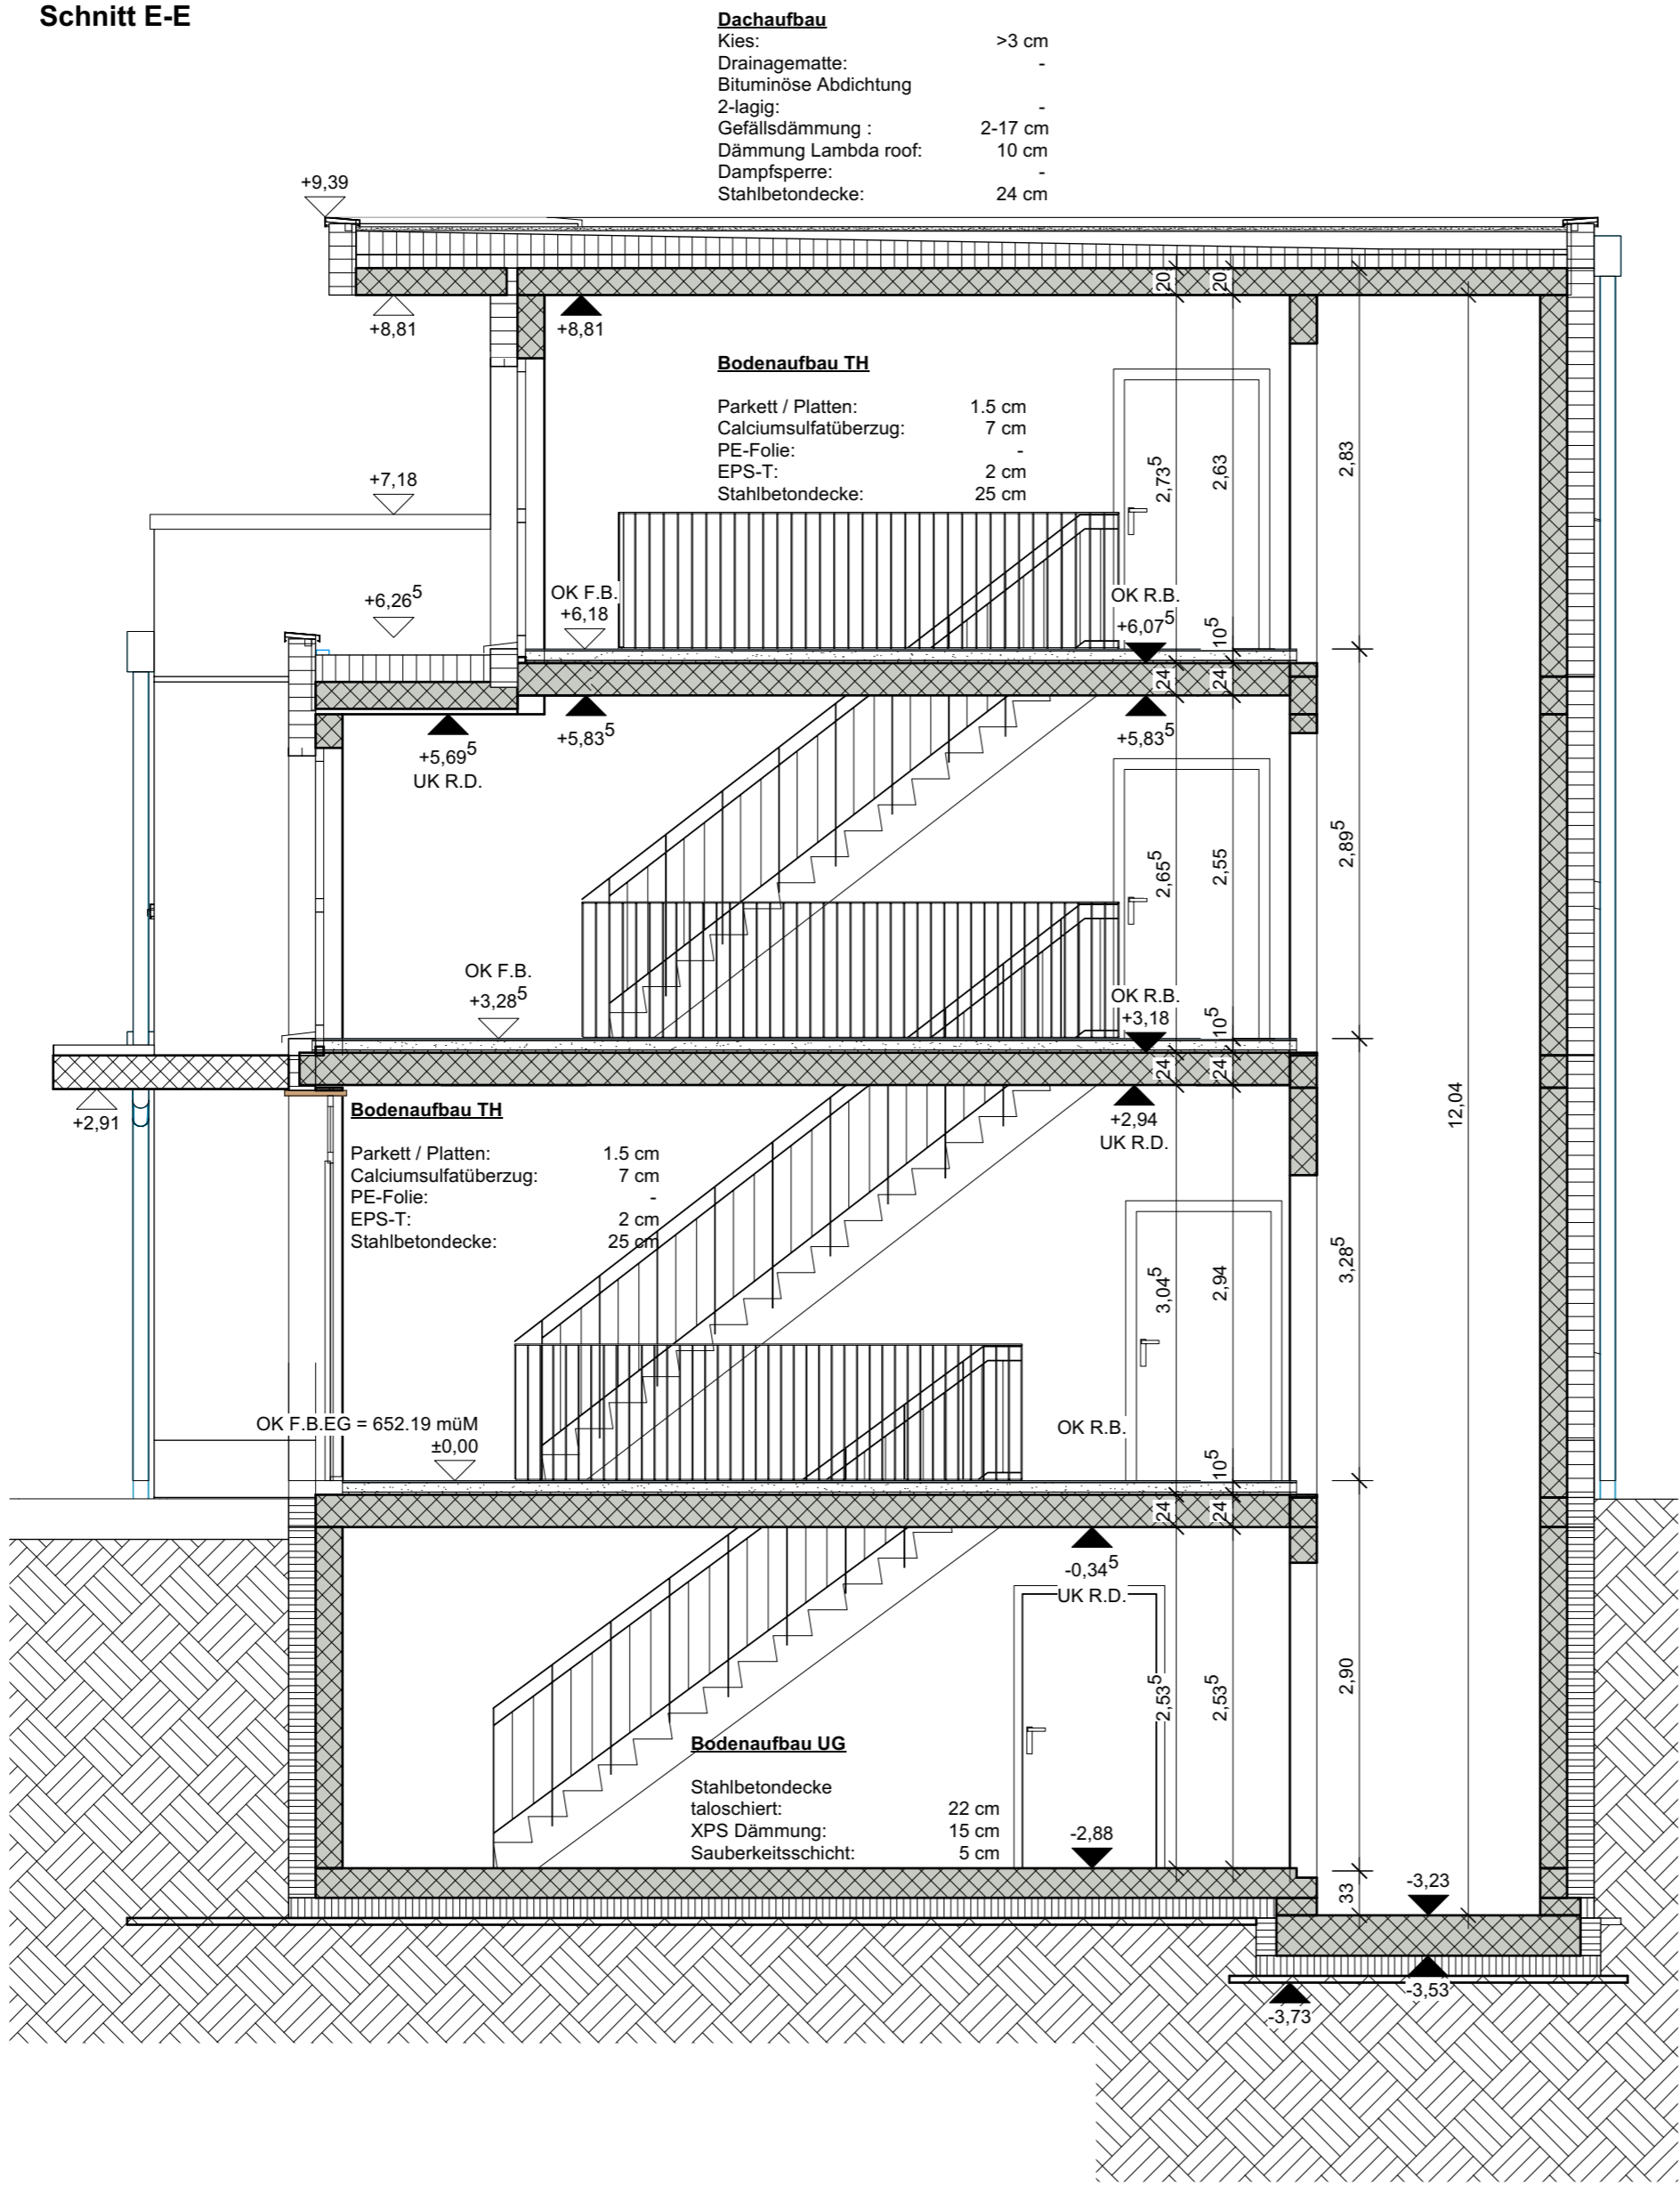 Schnitt E-E
Dachaufbau
Kies: >3 cm
Drainagematte: -
Bituminöse Abdichtung
2-lagig: -
Gefällsdämmung : 2-17 cm
Dämmung Lambda roof: 10 cm
Dampfsperre: -
Stahlbetondecke: 24 cm
+9,39
20 20
+8,81 +8,81
Bodenaufbau TH
Parkett / Platten: 1.5 cm
Calciumsulfatüberzug: 7 cm
PE-Folie: -
EPS-T: 2 cm
Stahlbetondecke: 25 cm
2,73⁵ 2,63 2,83
+7,18
+6,26⁵
OK F.B.
+6,18
OK R.B.
+6,07⁵
10⁵
24 24
+5,83⁵ +5,83⁵
+5,69⁵
UK R.D.
2,65⁵ 2,55 2,89⁵
OK F.B.
+3,28⁵
OK R.B.
+3,18
10⁵
24 24
12,04
+2,91
+2,94
UK R.D.
Bodenaufbau TH
Parkett / Platten: 1.5 cm
Calciumsulfatüberzug: 7 cm
PE-Folie: -
EPS-T: 2 cm
Stahlbetondecke: 25 cm
3,04⁵ 2,94 3,28⁵
OK F.B.EG = 652.19 müM
±0,00
OK R.B.
10⁵
24 24
-0,34⁵
UK R.D.
2,53⁵ 2,53⁵ 2,90
Bodenaufbau UG
Stahlbetondecke
taloschiert: 22 cm
XPS Dämmung: 15 cm
Sauberkeitsschicht: 5 cm
-2,88
33
-3,23
-3,53
-3,73